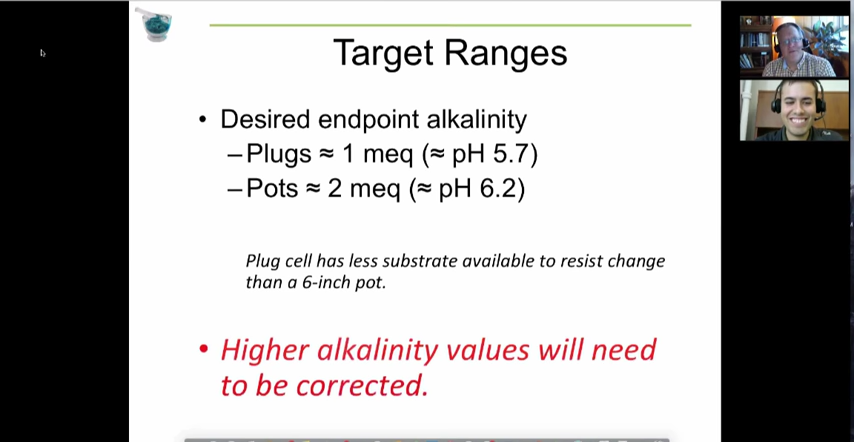 Target Ranges
• Desired endpoint alkalinity
–Plugs ≈ 1 meq (≈ pH 5.7)
–Pots ≈ 2 meq (≈ pH 6.2)
Plug cell has less substrate available to resist change
than a 6-inch pot.
• Higher alkalinity values will need
to be corrected.